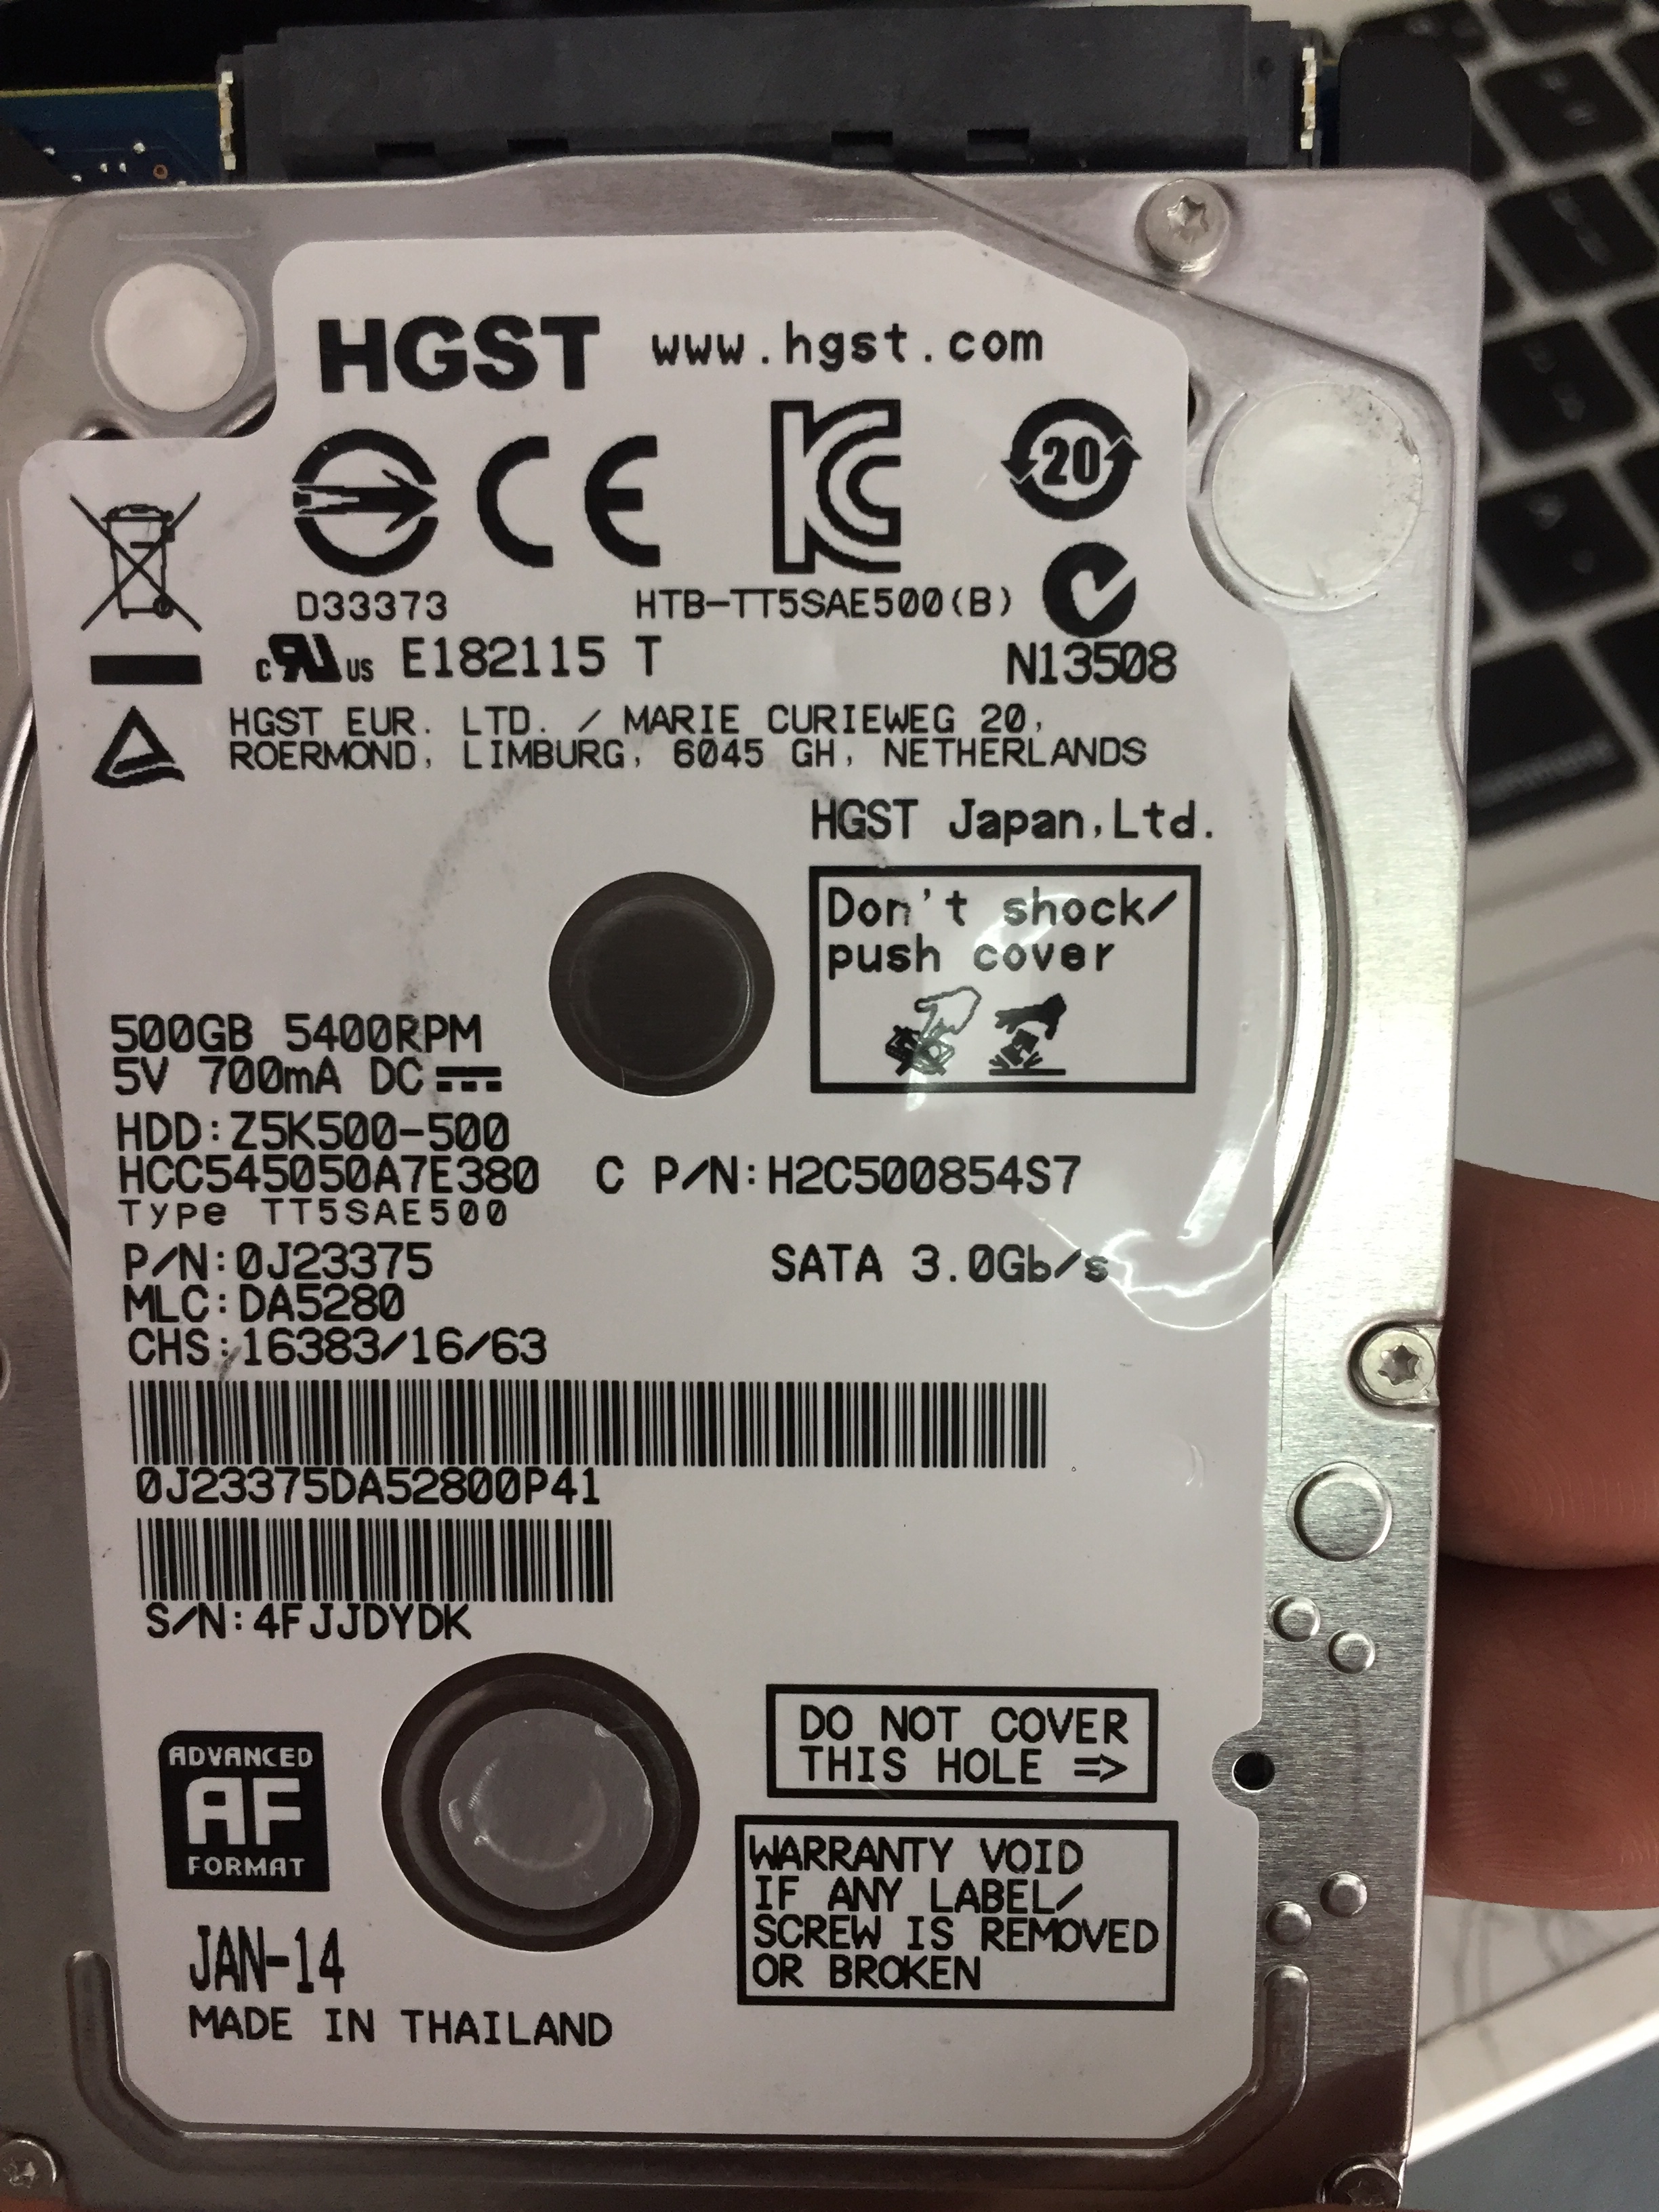 HGST www.hgst.com
20
D33373 HTB-TT5SAE500(B)
c US E182115 T N13508
HGST EUR. LTD. / MARIE CURIEWEG 20,
ROERMOND, LIMBURG, 6045 GH, NETHERLANDS
HGST Japan,Ltd.
Don't shock/
push cover
500GB 5400RPM
5V 700mA DC
HDD:Z5K500-500
HCC545050A7E380 C P/N:H2C500854S7
Type TT5SAE500
P/N:0J23375 SATA 3.0Gb/s
MLC:DA5280
CHS:16383/16/63
0J23375DA52800P41
S/N:4FJJDYDK
DO NOT COVER
THIS HOLE =>
ADVANCED
AF
FORMAT
WARRANTY VOID
IF ANY LABEL/
SCREW IS REMOVED
OR BROKEN
JAN-14
MADE IN THAILAND